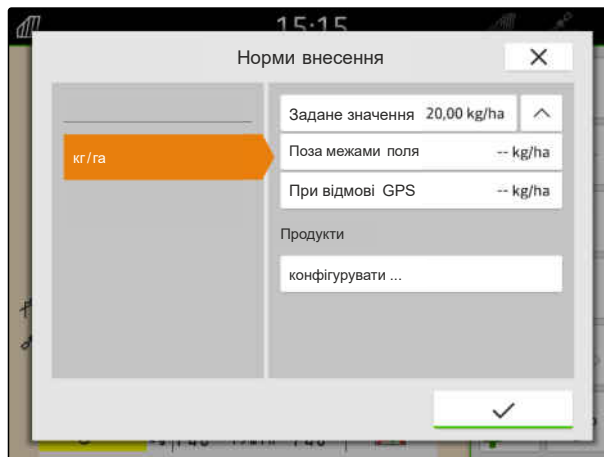 15:15
Норми внесення
Задане значення 20,00 kg/ha
кг/га
Поза межами поля -- kg/ha
При відмові GPS -- kg/ha
Продукти
конфігурувати ...